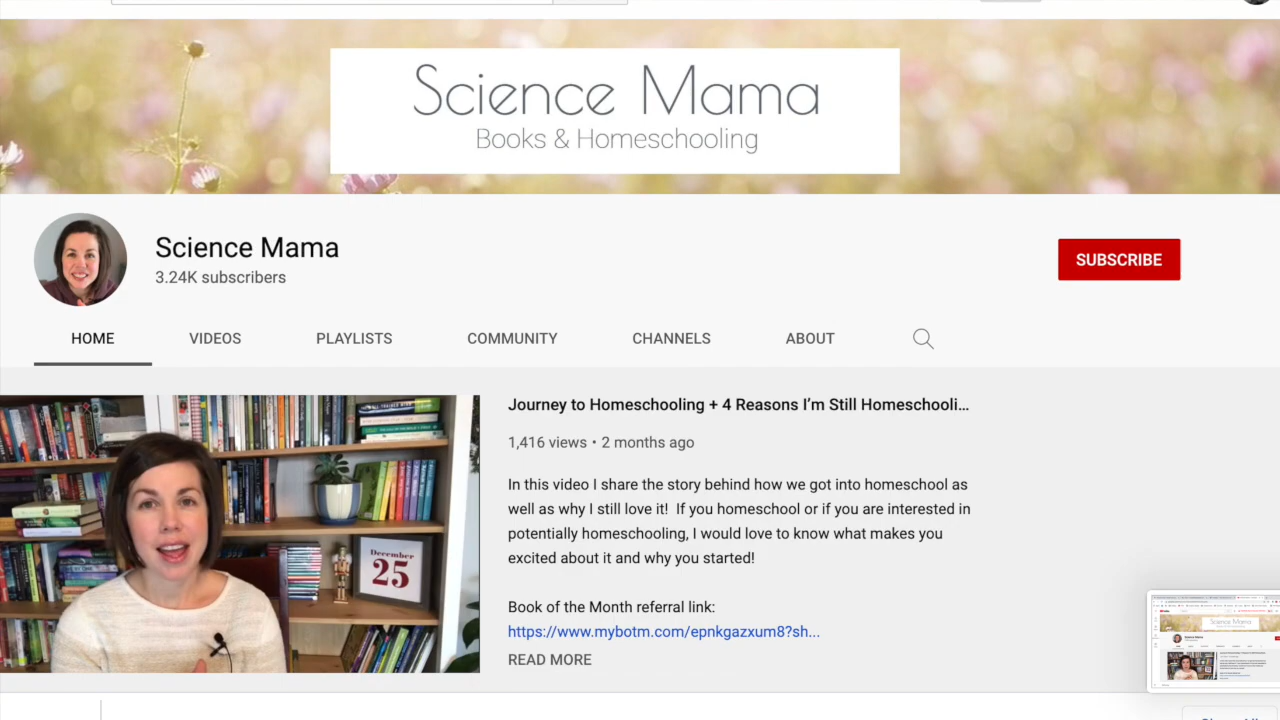 Science Mama
Books & Homeschooling
Science Mama
3.24K subscribers
SUBSCRIBE
HOME
VIDEOS
PLAYLISTS
COMMUNITY
CHANNELS
ABOUT
December
25
Journey to Homeschooling + 4 Reasons I'm Still Homeschooli...
1,416 views • 2 months ago
In this video I share the story behind how we got into homeschool as
well as why I still love it! If you homeschool or if you are interested in
potentially homeschooling, I would love to know what makes you
excited about it and why you started!
Book of the Month referral link:
https://www.mybotm.com/epnkgazxum8?sh...
READ MORE
Science Mama